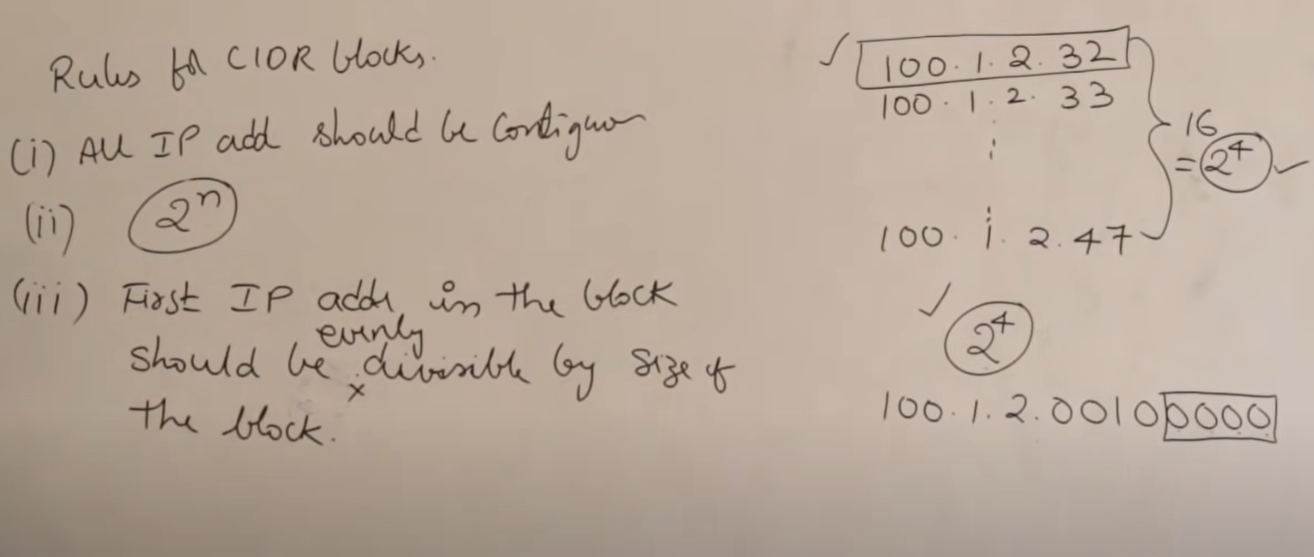 Rules for CIDR blocks.
(i) All IP add should be Contiguo
(ii) 2^n
(iii) First IP addr in the block
evenly
should be divisible by size of
x
the block.
✓ 100.1.2.32
100.1.2.33
⋮
⋮
100.1.2.47
16
= 2^4 ✓
✓ 2^4
100.1.2.00100000